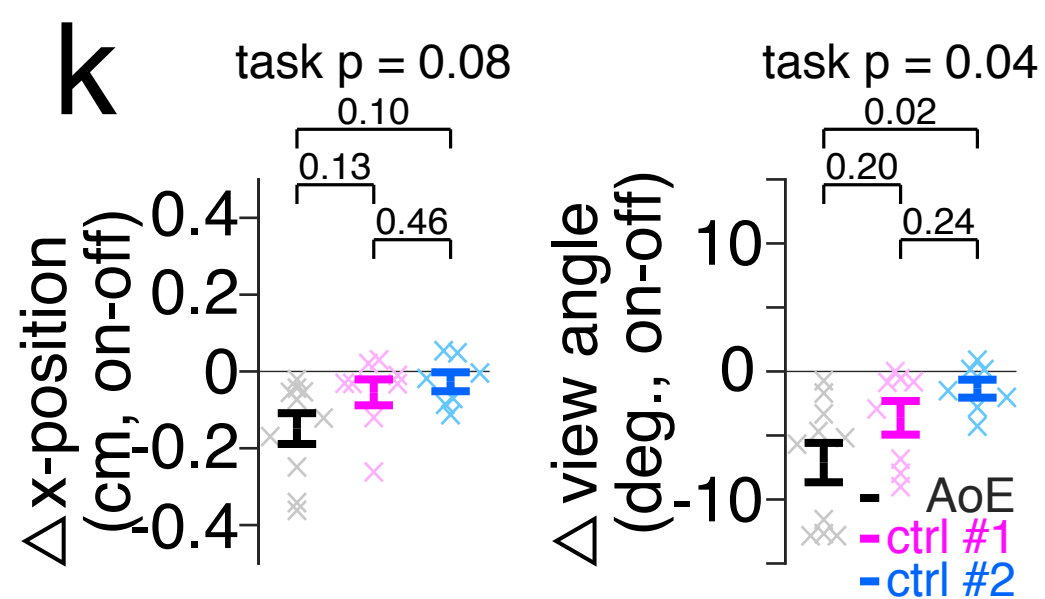 k
task p = 0.08
0.10
0.13
0.46
△x-position
(cm, on-off)
0.4
0.2
0
-0.2
-0.4
task p = 0.04
0.02
0.20
0.24
△ view angle
(deg., on-off)
10
0
-10
AoE
ctrl #1
ctrl #2